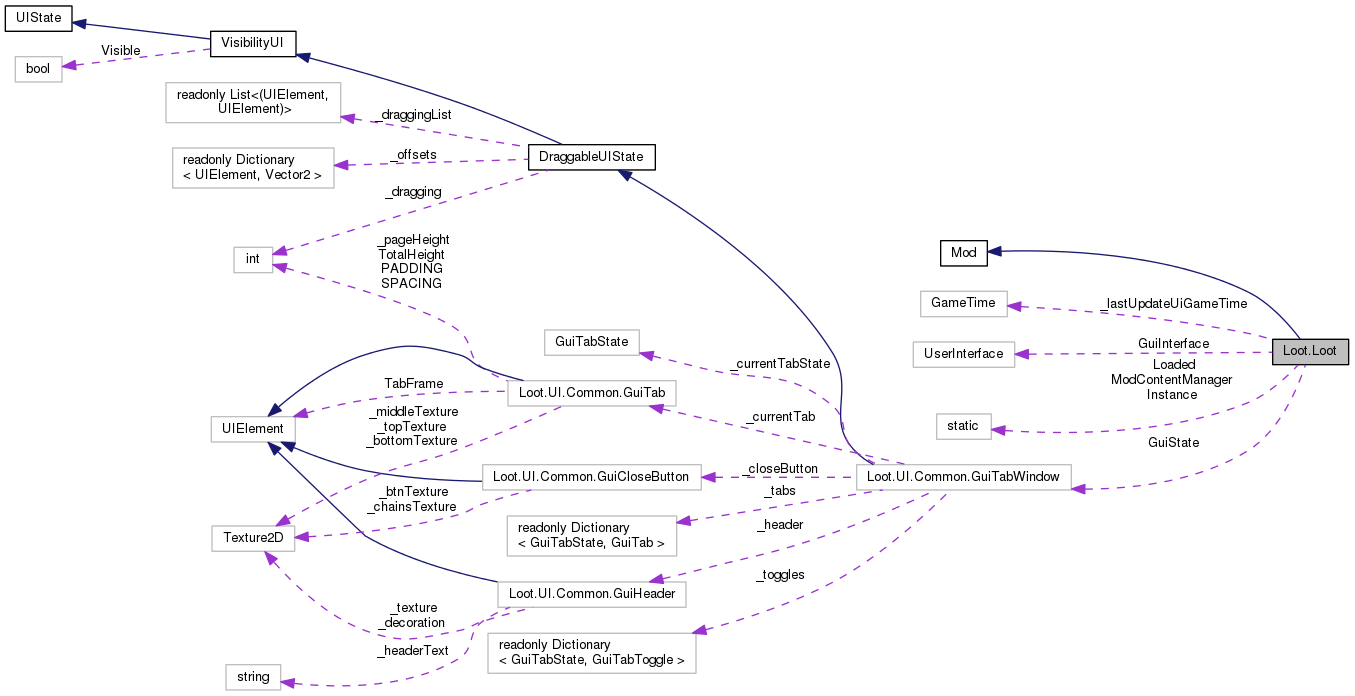 UIState
VisibilityUI
Visible
bool
readonly List<(UIElement,
UIElement)>
_draggingList
readonly Dictionary
< UIElement, Vector2 >
_offsets
DraggableUIState
_dragging
int
_pageHeight
TotalHeight
PADDING
SPACING
Mod
GameTime
_lastUpdateUiGameTime
UserInterface
GuiInterface
Loot.Loot
Loaded
ModContentManager
Instance
static
GuiState
GuiTabState
_currentTabState
TabFrame
Loot.UI.Common.GuiTab
_currentTab
UIElement
_middleTexture
_topTexture
_bottomTexture
Loot.UI.Common.GuiCloseButton
_closeButton
Loot.UI.Common.GuiTabWindow
_btnTexture
_chainsTexture
_tabs
readonly Dictionary
< GuiTabState, GuiTab >
_header
Texture2D
Loot.UI.Common.GuiHeader
_toggles
_texture
_decoration
_headerText
readonly Dictionary
< GuiTabState, GuiTabToggle >
string